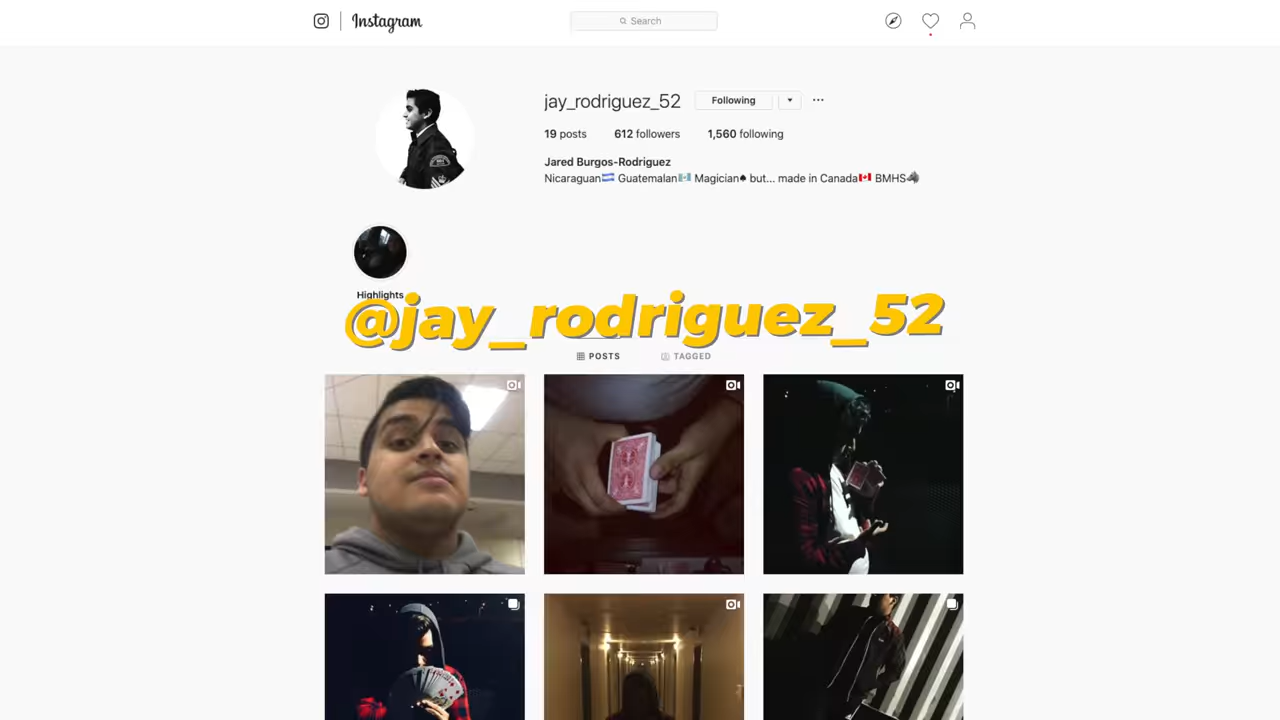 Instagram
Search
jay_rodriguez_52
Following
19 posts
612 followers
1,560 following
Jared Burgos-Rodriguez
Nicaraguan🇳🇮 Guatemalan🇬🇹 Magician♠ but... made in Canada🇨🇦 BMHS🐴
Highlights
@jay_rodriguez_52
POSTS
TAGGED